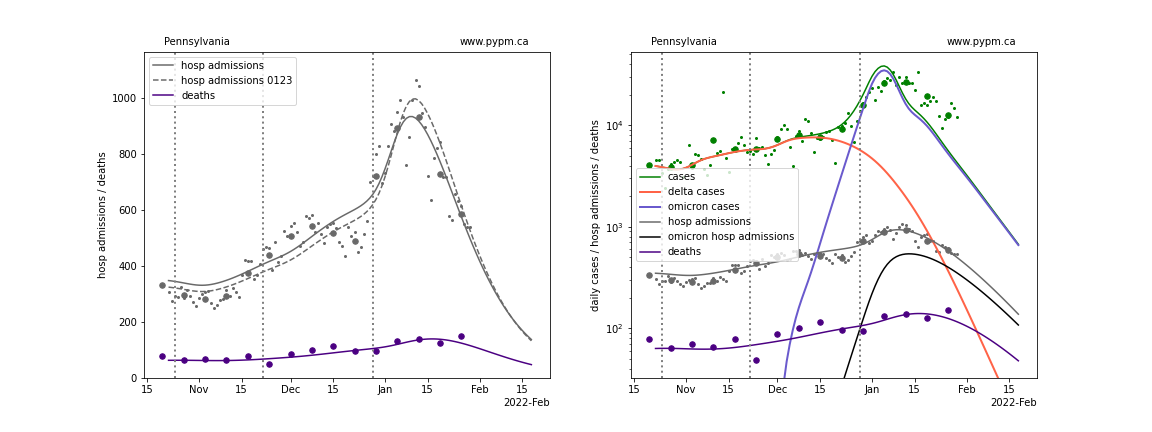 Pennsylvania www.pypm.ca
hosp admissions
hosp admissions 0123
deaths
hosp admissions / deaths
1000
800
600
400
200
0
15 Nov 15 Dec 15 Jan 15 Feb 15
2022-Feb
Pennsylvania www.pypm.ca
cases
delta cases
omicron cases
hosp admissions
omicron hosp admissions
deaths
daily cases / hosp admissions / deaths
10⁴
10³
10²
15 Nov 15 Dec 15 Jan 15 Feb 15
2022-Feb